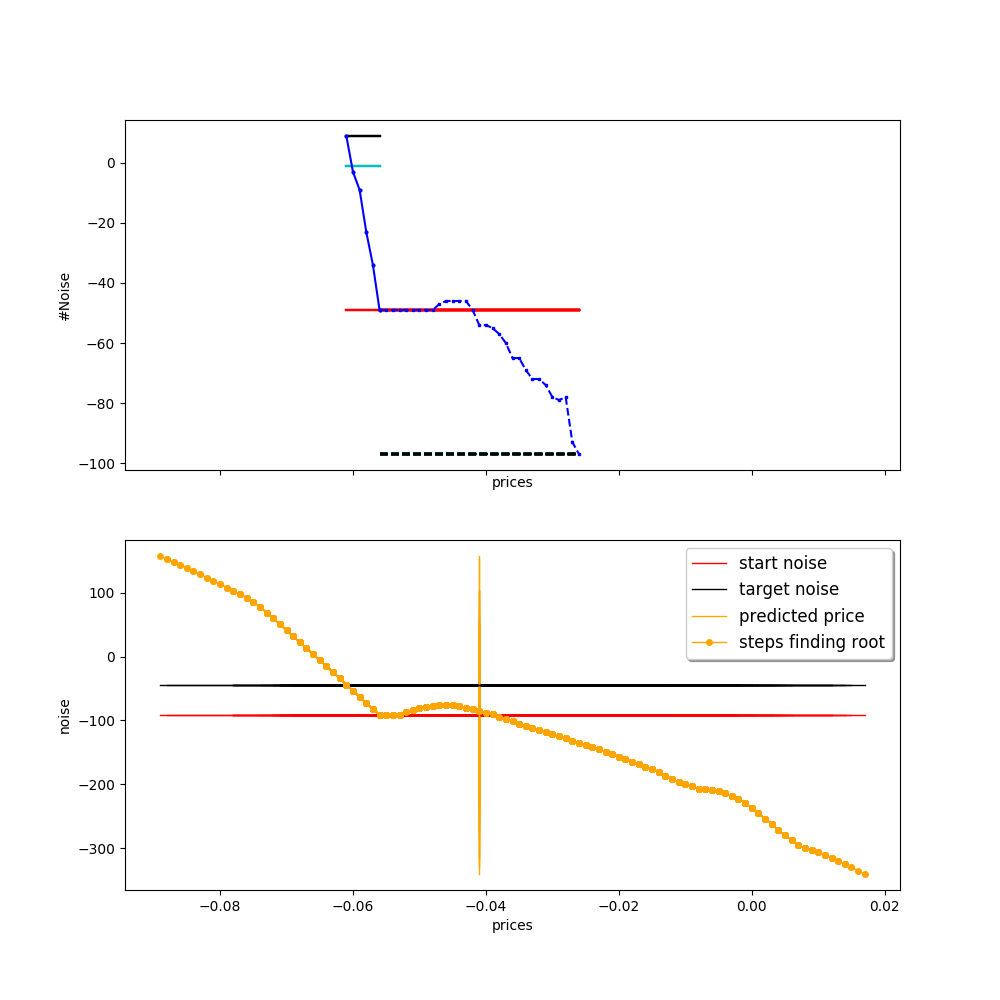 #Noise
0
−20
−40
−60
−80
−100
prices
start noise
target noise
predicted price
steps finding root
noise
100
0
−100
−200
−300
−0.08
−0.06
−0.04
−0.02
0.00
0.02
prices